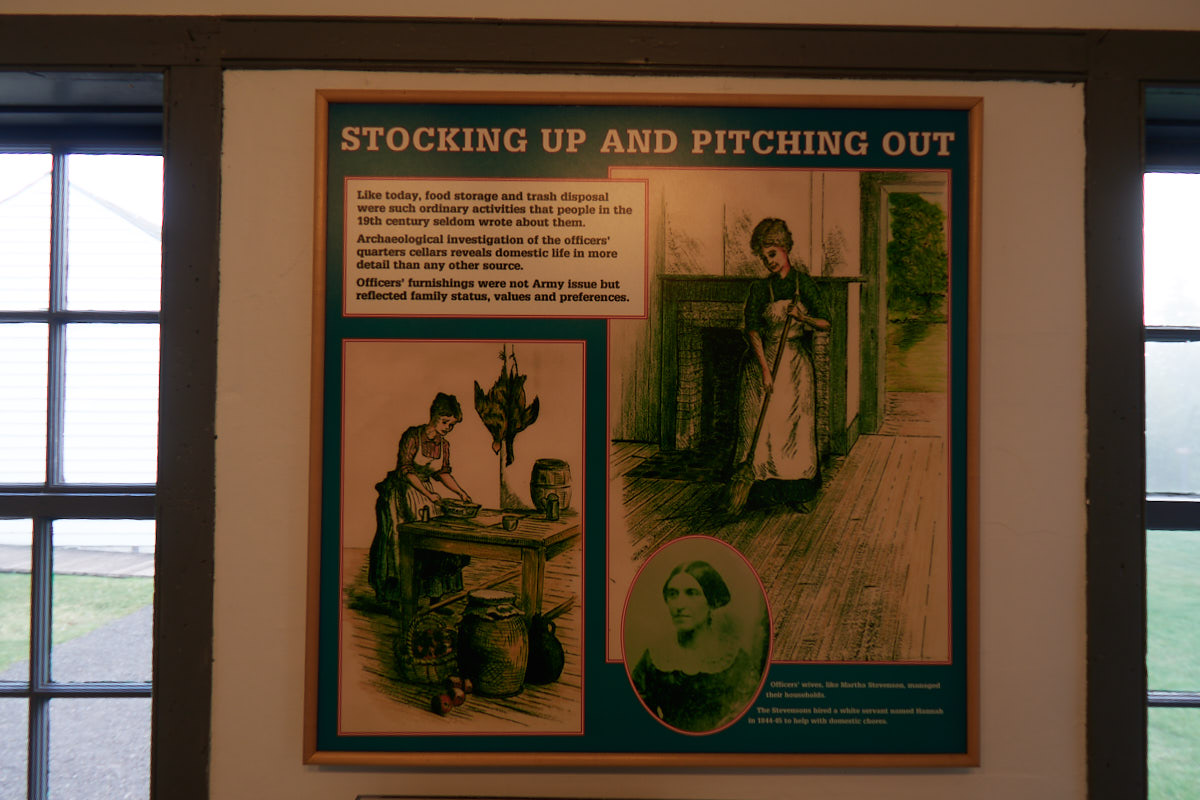 STOCKING UP AND PITCHING OUT
Like today, food storage and trash disposal
were such ordinary activities that people in the
19th century seldom wrote about them.
Archaeological investigation of the officers'
quarters cellars reveals domestic life in more
detail than any other source.
Officers' furnishings were not Army issue but
reflected family status, values and preferences.
Officers' wives, like Martha Stevenson, managed
their households.
The Stevensons hired a white servant named Hannah
in 1844-45 to help with domestic chores.